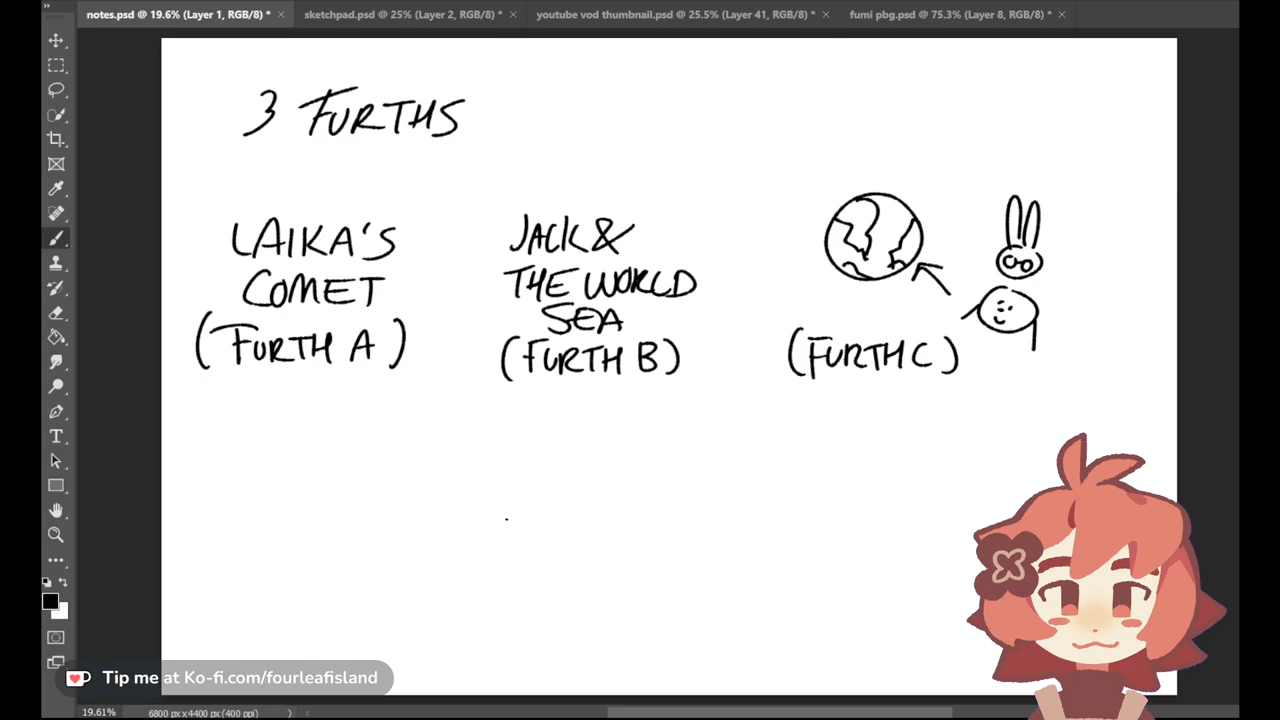 notes.psd @ 19.6% (Layer 1, RGB/8) *
sketchpad.psd @ 25% (Layer 2, RGB/8) *
youtube vod thumbnail.psd @ 25.5% (Layer 41, RGB/8) *
fumi pbg.psd @ 75.3% (Layer 8, RGB/8) *
3 FURTHS
LAIKA'S
COMET
(FURTH A)
JACK &
THE WORLD
SEA
(FURTH B)
(FURTH C)
Tip me at Ko-fi.com/fourleafisland
19.61%
6800 px x 4400 px (400 ppi)